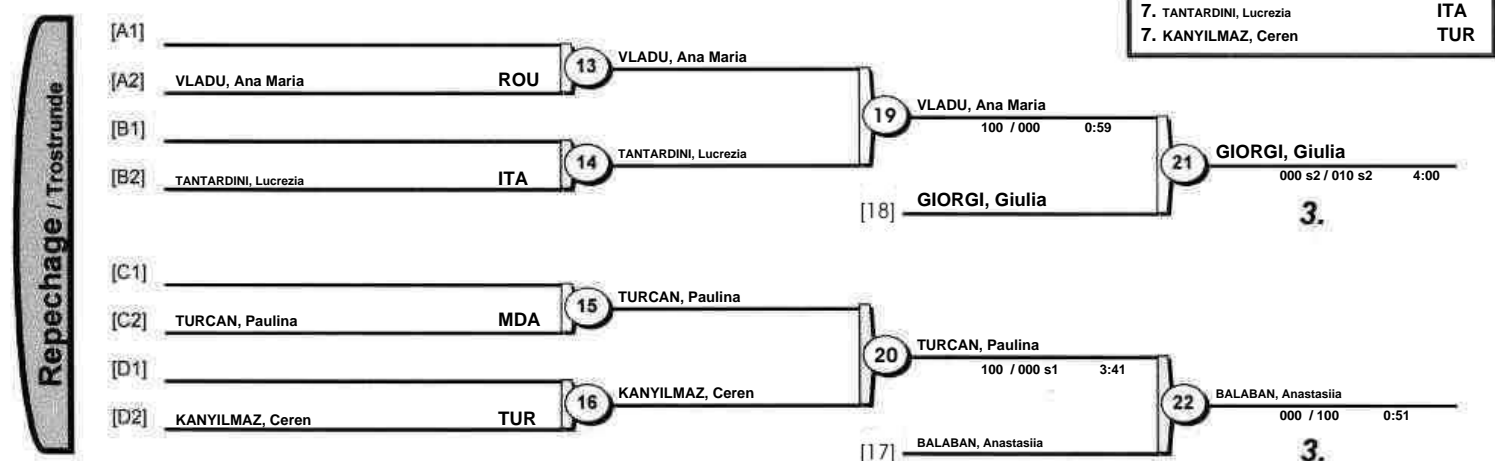 7. TANTARDINI, Lucrezia ITA
7. KANYILMAZ, Ceren TUR
Repechage / Trostrunde
[A1]
[A2] VLADU, Ana Maria ROU
13 VLADU, Ana Maria
[B1]
[B2] TANTARDINI, Lucrezia ITA
14 TANTARDINI, Lucrezia
19 VLADU, Ana Maria
100 / 000 0:59
[18] GIORGI, Giulia
21 GIORGI, Giulia
000 s2 / 010 s2 4:00
3.
[C1]
[C2] TURCAN, Paulina MDA
15 TURCAN, Paulina
[D1]
[D2] KANYILMAZ, Ceren TUR
16 KANYILMAZ, Ceren
20 TURCAN, Paulina
100 / 000 s1 3:41
[17] BALABAN, Anastasiia
22 BALABAN, Anastasiia
000 / 100 0:51
3.